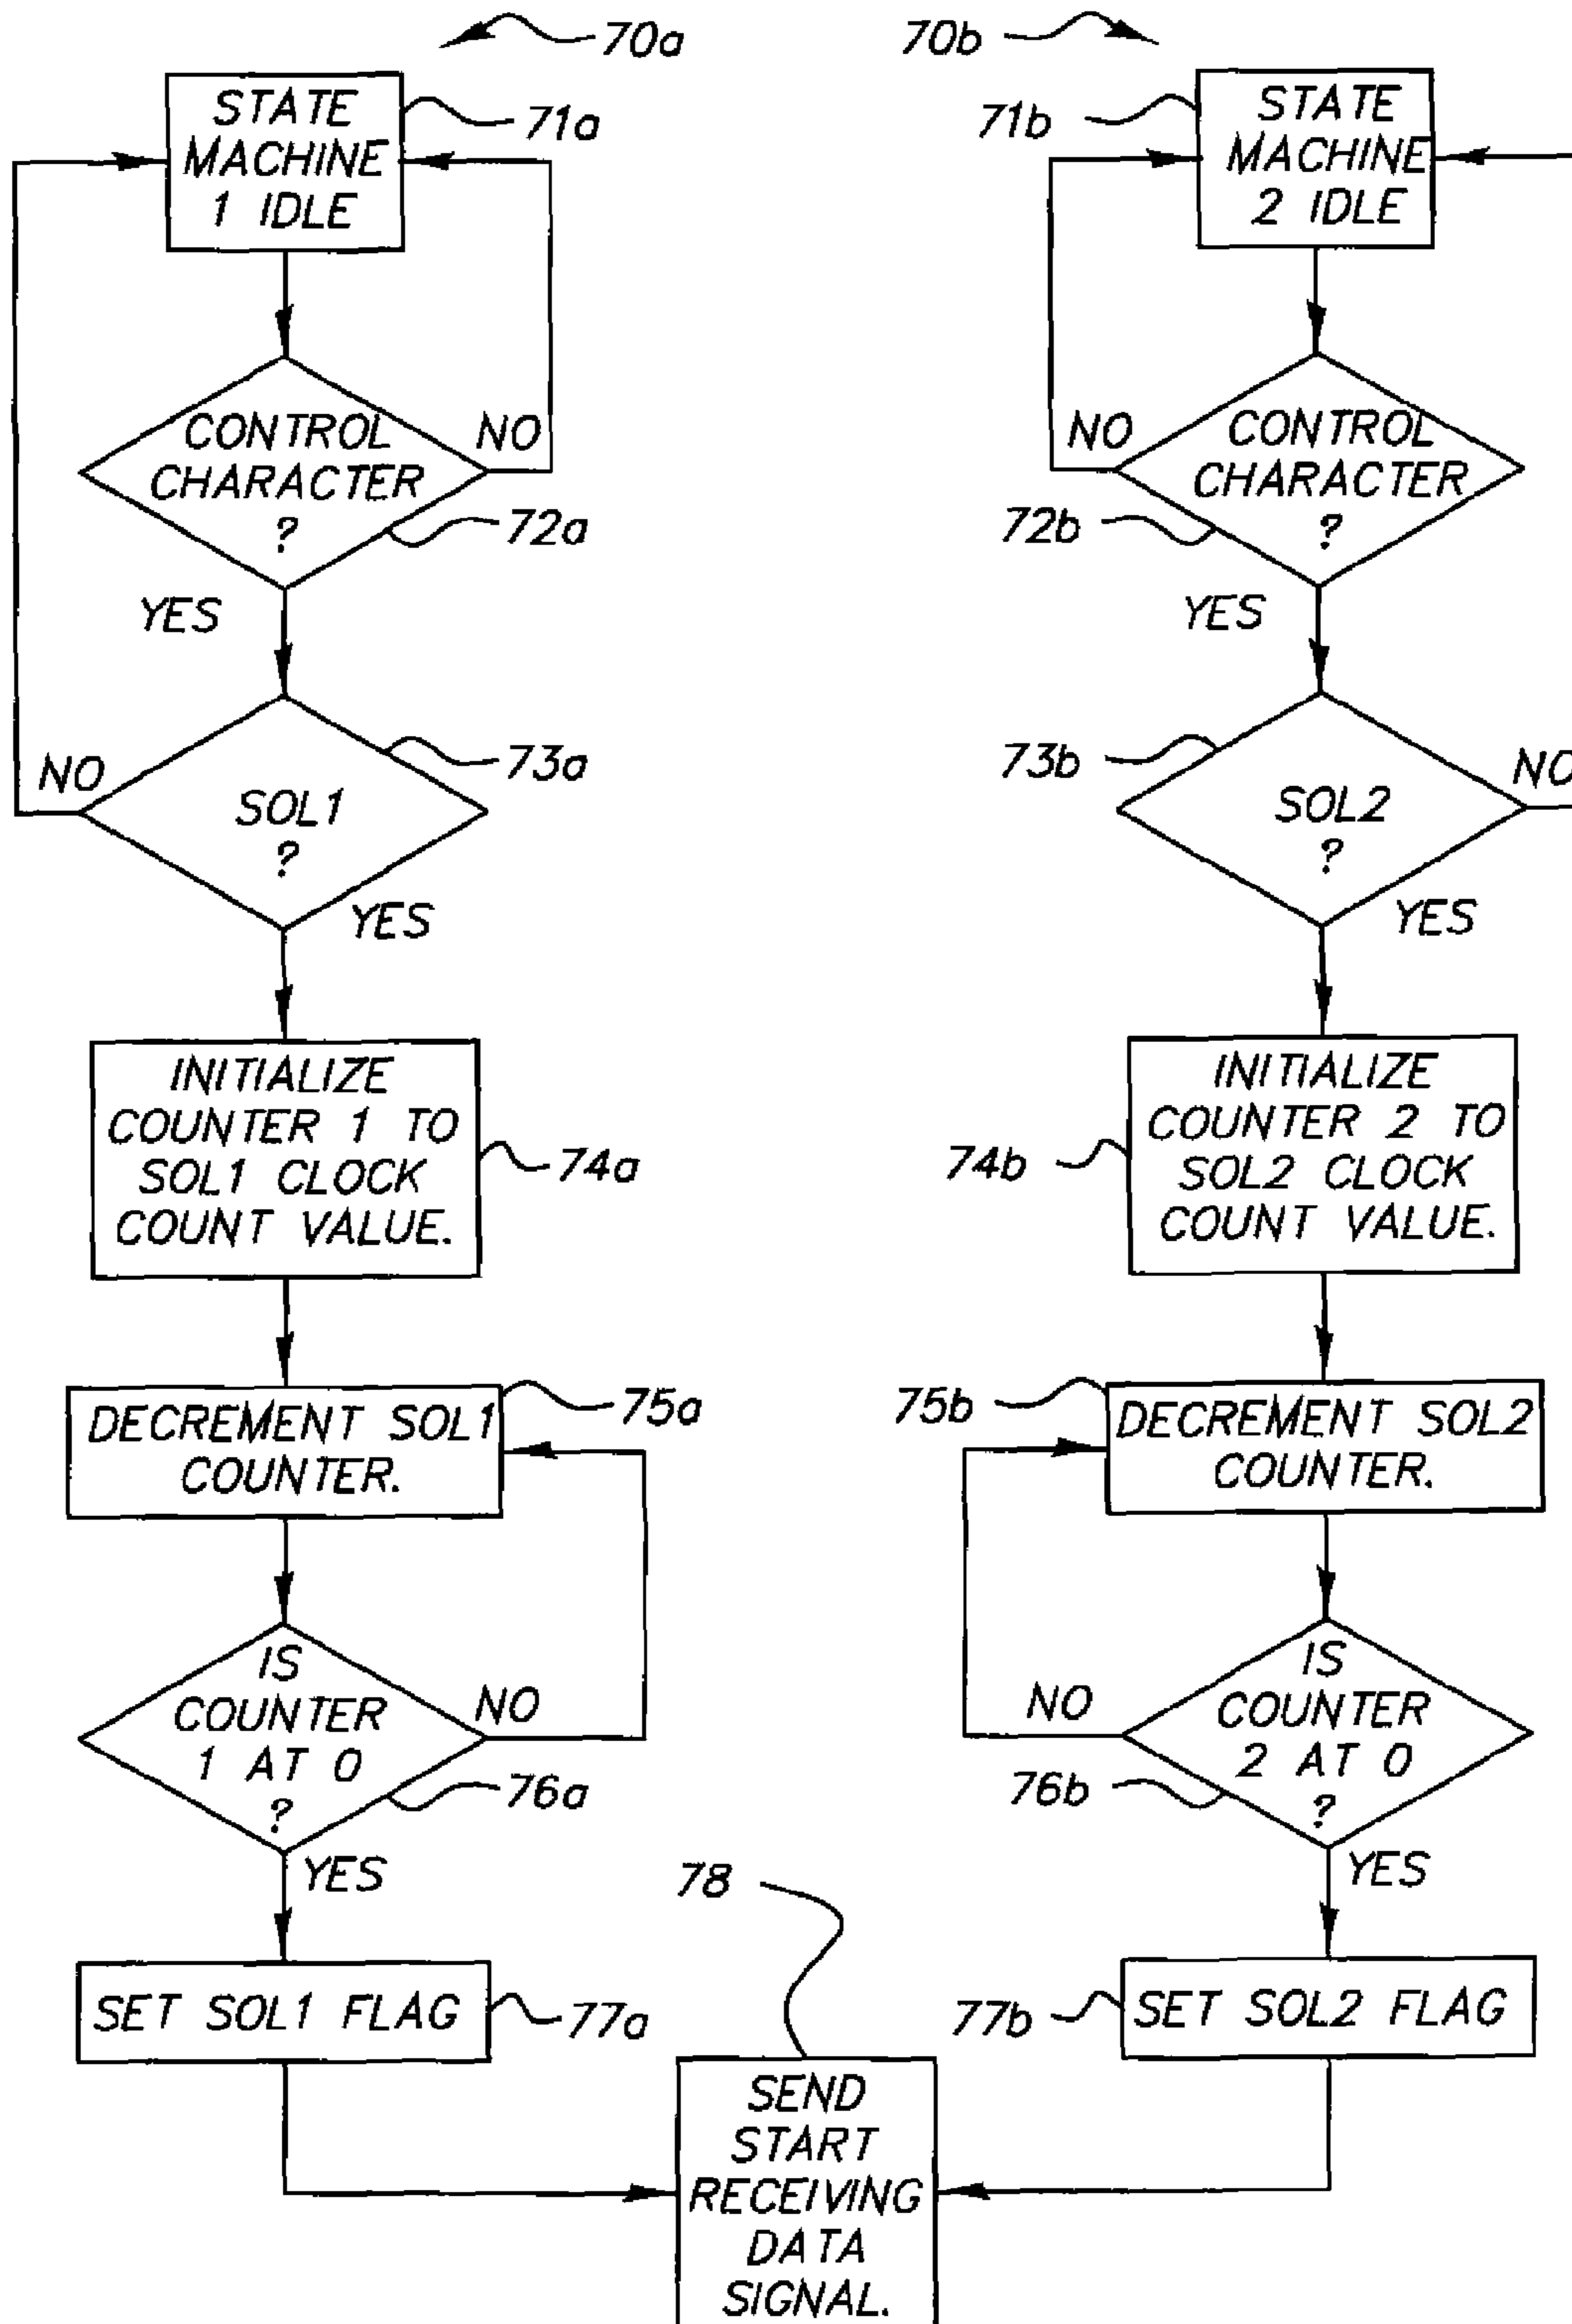 70a
STATE
MACHINE
1 IDLE
71a
CONTROL
CHARACTER
?
NO
72a
YES
73a
NO
SOL1
?
YES
INITIALIZE
COUNTER 1 TO
SOL1 CLOCK
COUNT VALUE.
74a
DECREMENT SOL1
COUNTER.
75a
IS
COUNTER
1 AT 0
?
NO
76a
YES
SET SOL1 FLAG
77a
70b
STATE
MACHINE
2 IDLE
71b
NO
CONTROL
CHARACTER
?
72b
YES
73b
SOL2
?
NO
YES
INITIALIZE
COUNTER 2 TO
SOL2 CLOCK
COUNT VALUE.
74b
75b
DECREMENT SOL2
COUNTER.
NO
IS
COUNTER
2 AT 0
?
76b
YES
77b
SET SOL2 FLAG
78
SEND
START
RECEIVING
DATA
SIGNAL.